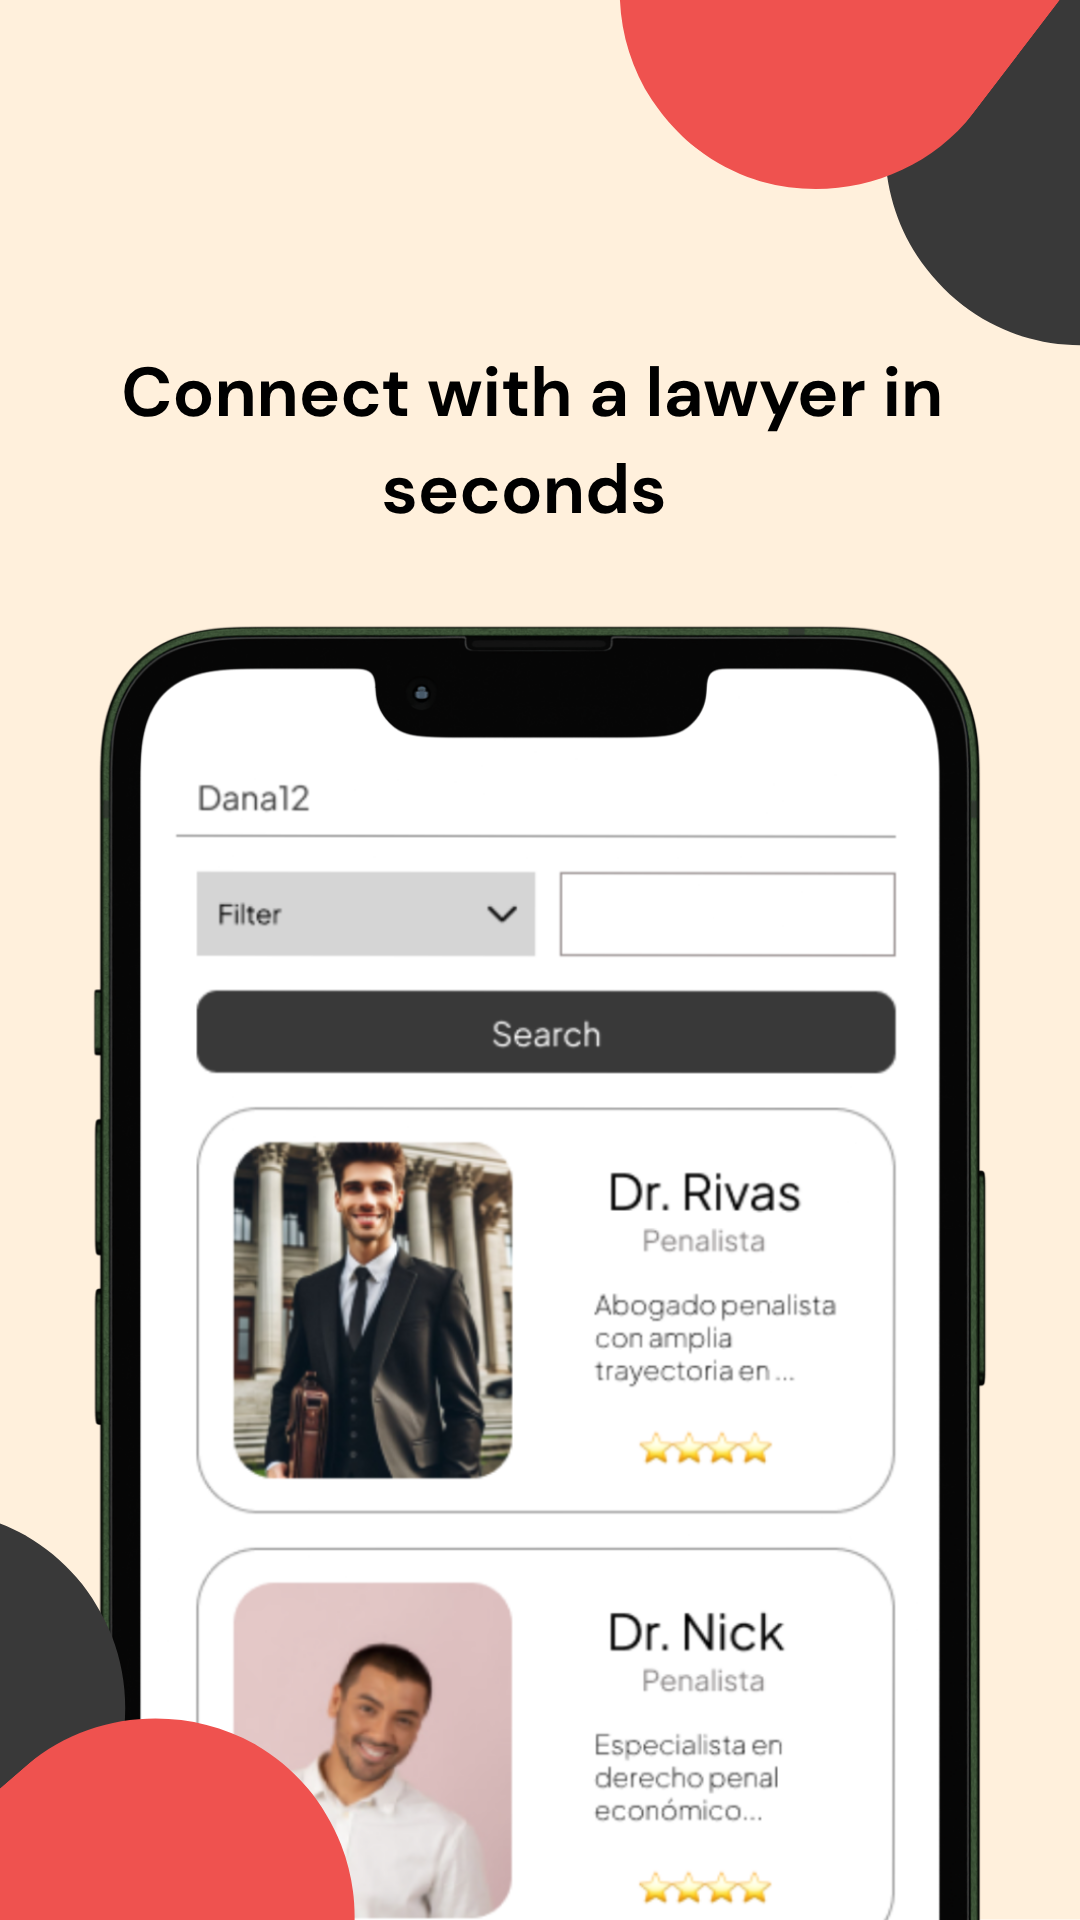 Connect with a lawyer in
seconds
Dana12
Filter
Search
Dr. Rivas
Penalista
Abogado penalista
con amplia
trayectoria en ...
Dr. Nick
Penalista
Especialista en
derecho penal
económico...